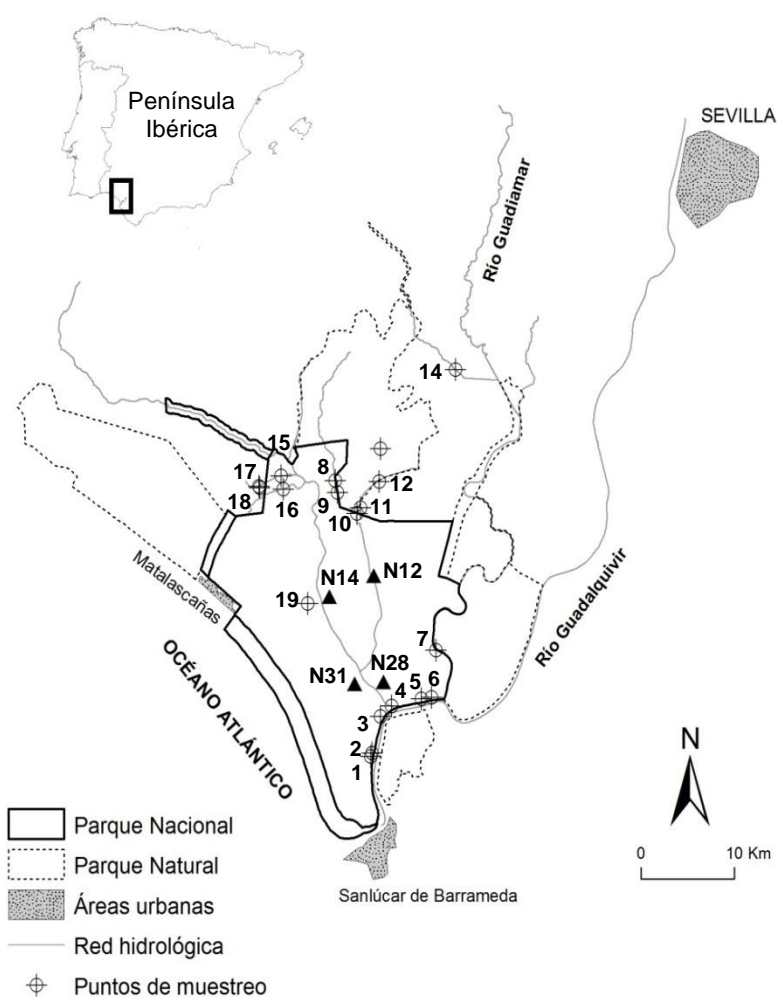 Península
Ibérica
SEVILLA
Río Guadiamar
14
15
17
8
12
18
16
9
11
10
N14
N12
Matalascañas
19
Río Guadalquivir
7
OCÉANO ATLÁNTICO
N31
N28
5
6
4
3
2
1
N
Parque Nacional
Parque Natural
0
10 Km
Áreas urbanas
Sanlúcar de Barrameda
Red hidrológica
Puntos de muestreo